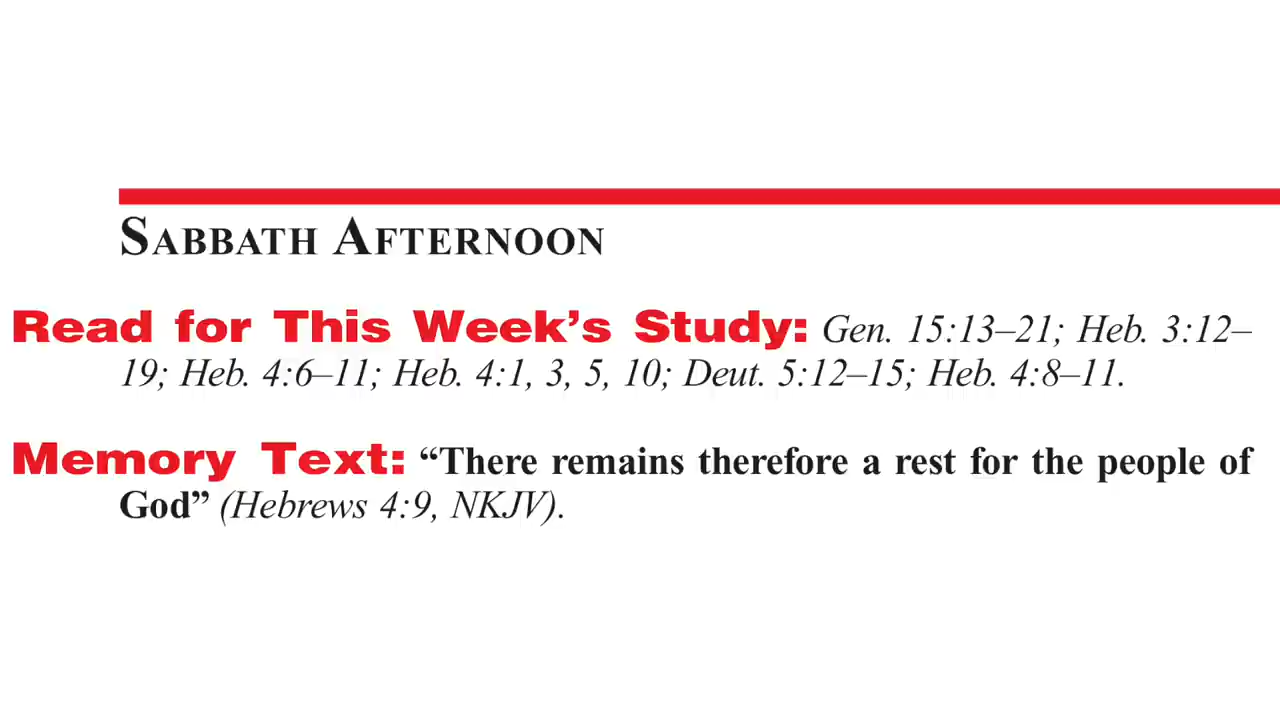 SABBATH AFTERNOON
Read for This Week’s Study: Gen. 15:13–21; Heb. 3:12–
19; Heb. 4:6–11; Heb. 4:1, 3, 5, 10; Deut. 5:12–15; Heb. 4:8–11.
Memory Text: “There remains therefore a rest for the people of
God” (Hebrews 4:9, NKJV).